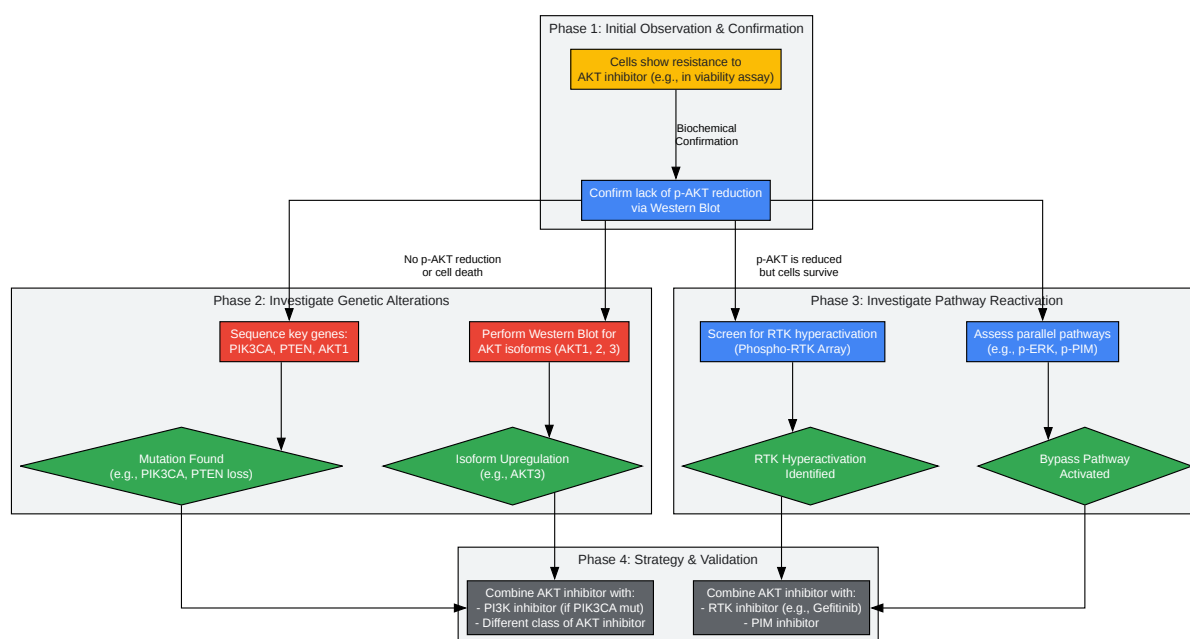 Phase 1: Initial Observation & Confirmation
Cells show resistance to
AKT inhibitor (e.g., in viability assay)
Biochemical
Confirmation
Confirm lack of p-AKT reduction
via Western Blot
No p-AKT reduction
or cell death
p-AKT is reduced
but cells survive
Phase 2: Investigate Genetic Alterations
Sequence key genes:
PIK3CA, PTEN, AKT1
Perform Western Blot for
AKT isoforms (AKT1, 2, 3)
Mutation Found
(e.g., PIK3CA, PTEN loss)
Isoform Upregulation
(e.g., AKT3)
Phase 3: Investigate Pathway Reactivation
Screen for RTK hyperactivation
(Phospho-RTK Array)
Assess parallel pathways
(e.g., p-ERK, p-PIM)
RTK Hyperactivation
Identified
Bypass Pathway
Activated
Phase 4: Strategy & Validation
Combine AKT inhibitor with:
- PI3K inhibitor (if PIK3CA mut)
- Different class of AKT inhibitor
Combine AKT inhibitor with:
- RTK inhibitor (e.g., Gefitinib)
- PIM inhibitor